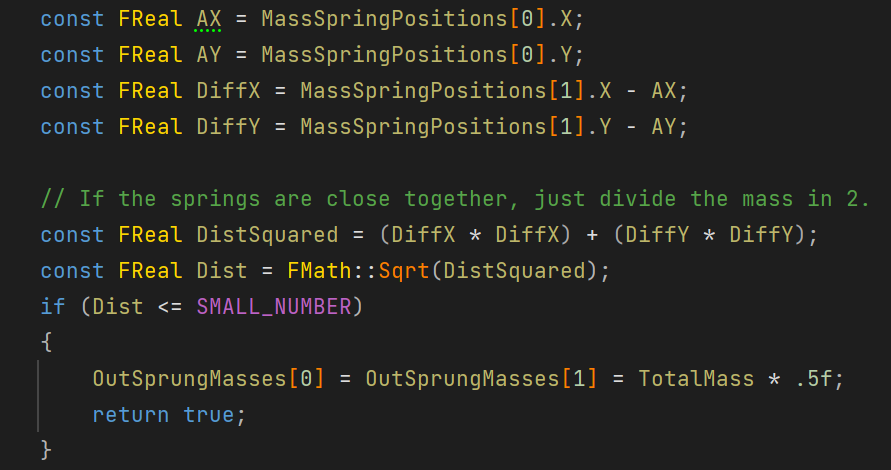 const FReal AX = MassSpringPositions[0].X;
const FReal AY = MassSpringPositions[0].Y;
const FReal DiffX = MassSpringPositions[1].X - AX;
const FReal DiffY = MassSpringPositions[1].Y - AY;
// If the springs are close together, just divide the mass in 2.
const FReal DistSquared = (DiffX * DiffX) + (DiffY * DiffY);
const FReal Dist = FMath::Sqrt(DistSquared);
if (Dist <= SMALL_NUMBER)
{
OutSprungMasses[0] = OutSprungMasses[1] = TotalMass * .5f;
return true;
}